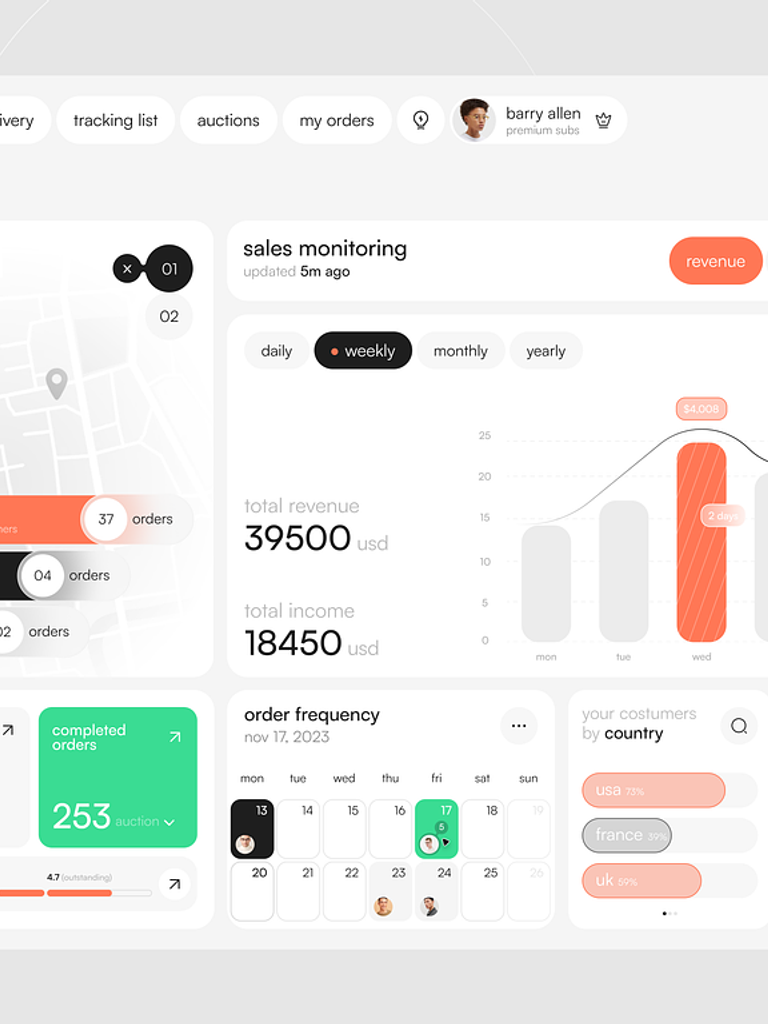 ivery
tracking list
auctions
my orders
barry allen
premium subs
01
02
37 orders
04 orders
02 orders
sales monitoring
updated 5m ago
revenue
daily
weekly
monthly
yearly
total revenue
39500 usd
total income
18450 usd
$4,008
2 days
25
20
15
10
5
0
mon
tue
wed
completed
orders
253 auction
4.7 (outstanding)
order frequency
nov 17, 2023
mon tue wed thu fri sat sun
13 14 15 16 17 18 19
5
20 21 22 23 24 25 26
your costumers
by country
usa 73%
france 39%
uk 59%